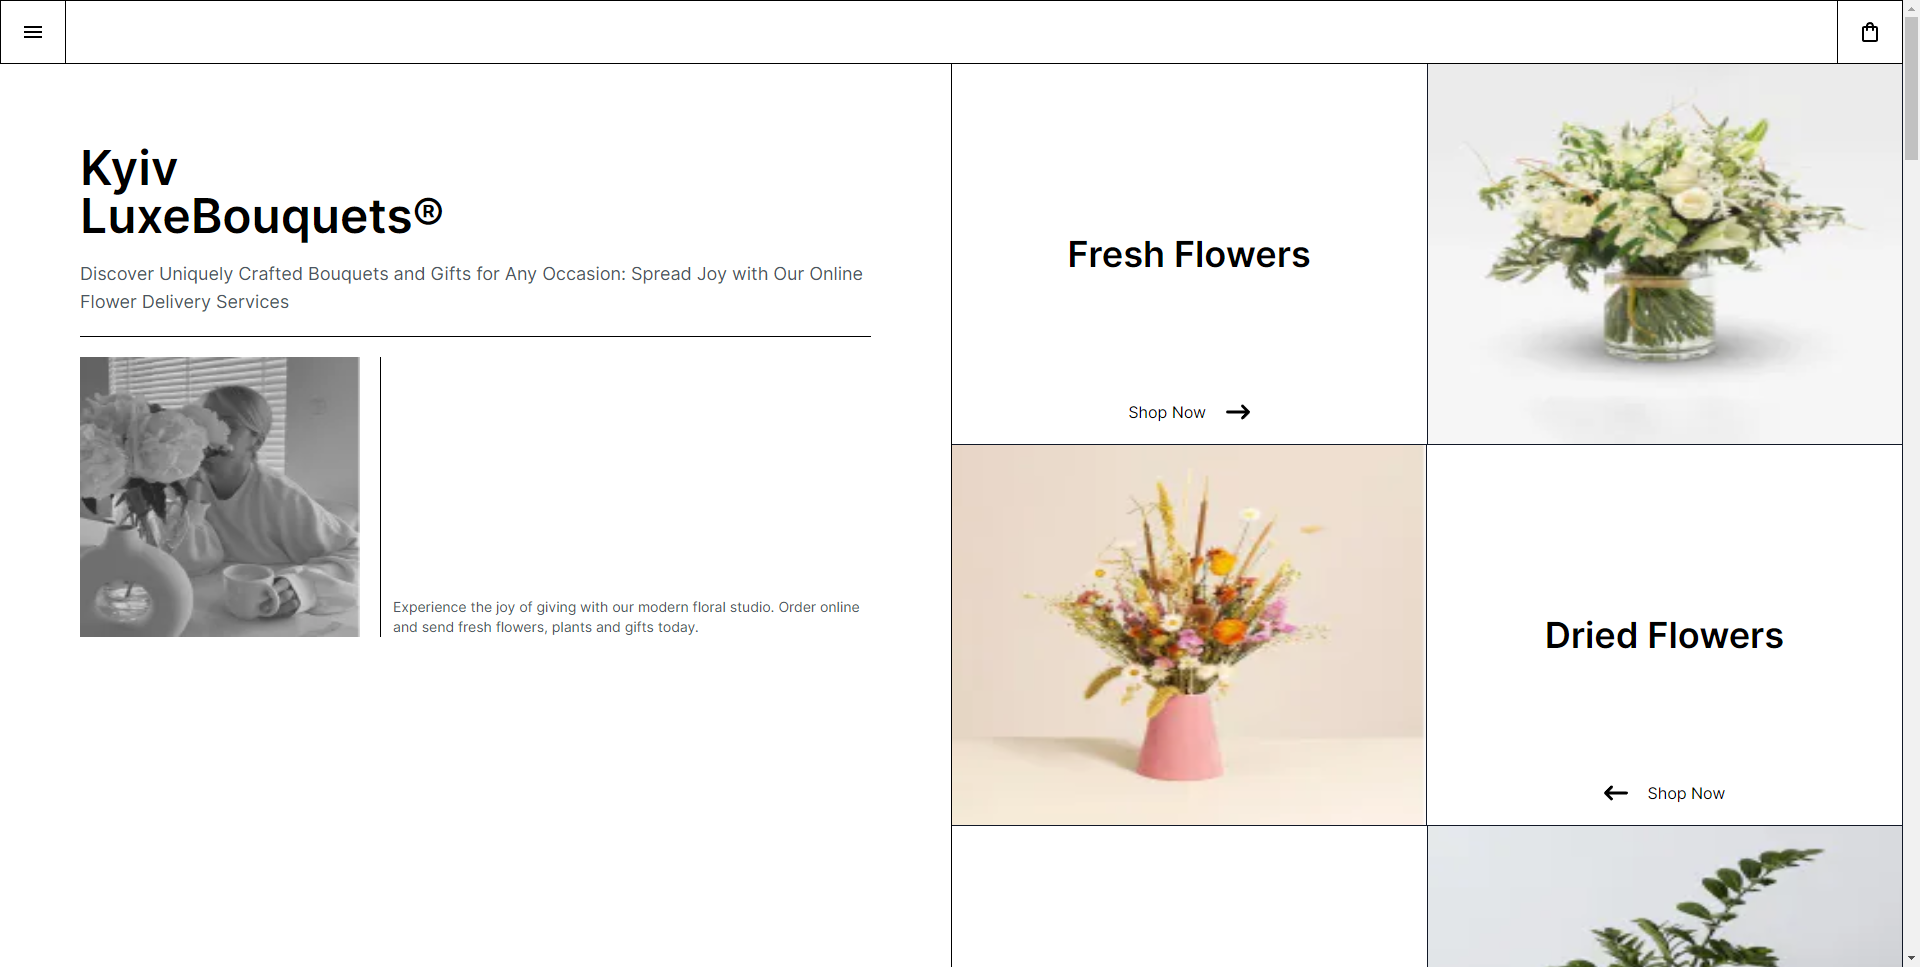 Kyiv
LuxeBouquets®
Discover Uniquely Crafted Bouquets and Gifts for Any Occasion: Spread Joy with Our Online
Flower Delivery Services
Experience the joy of giving with our modern floral studio. Order online
and send fresh flowers, plants and gifts today.
Fresh Flowers
Shop Now
Dried Flowers
Shop Now